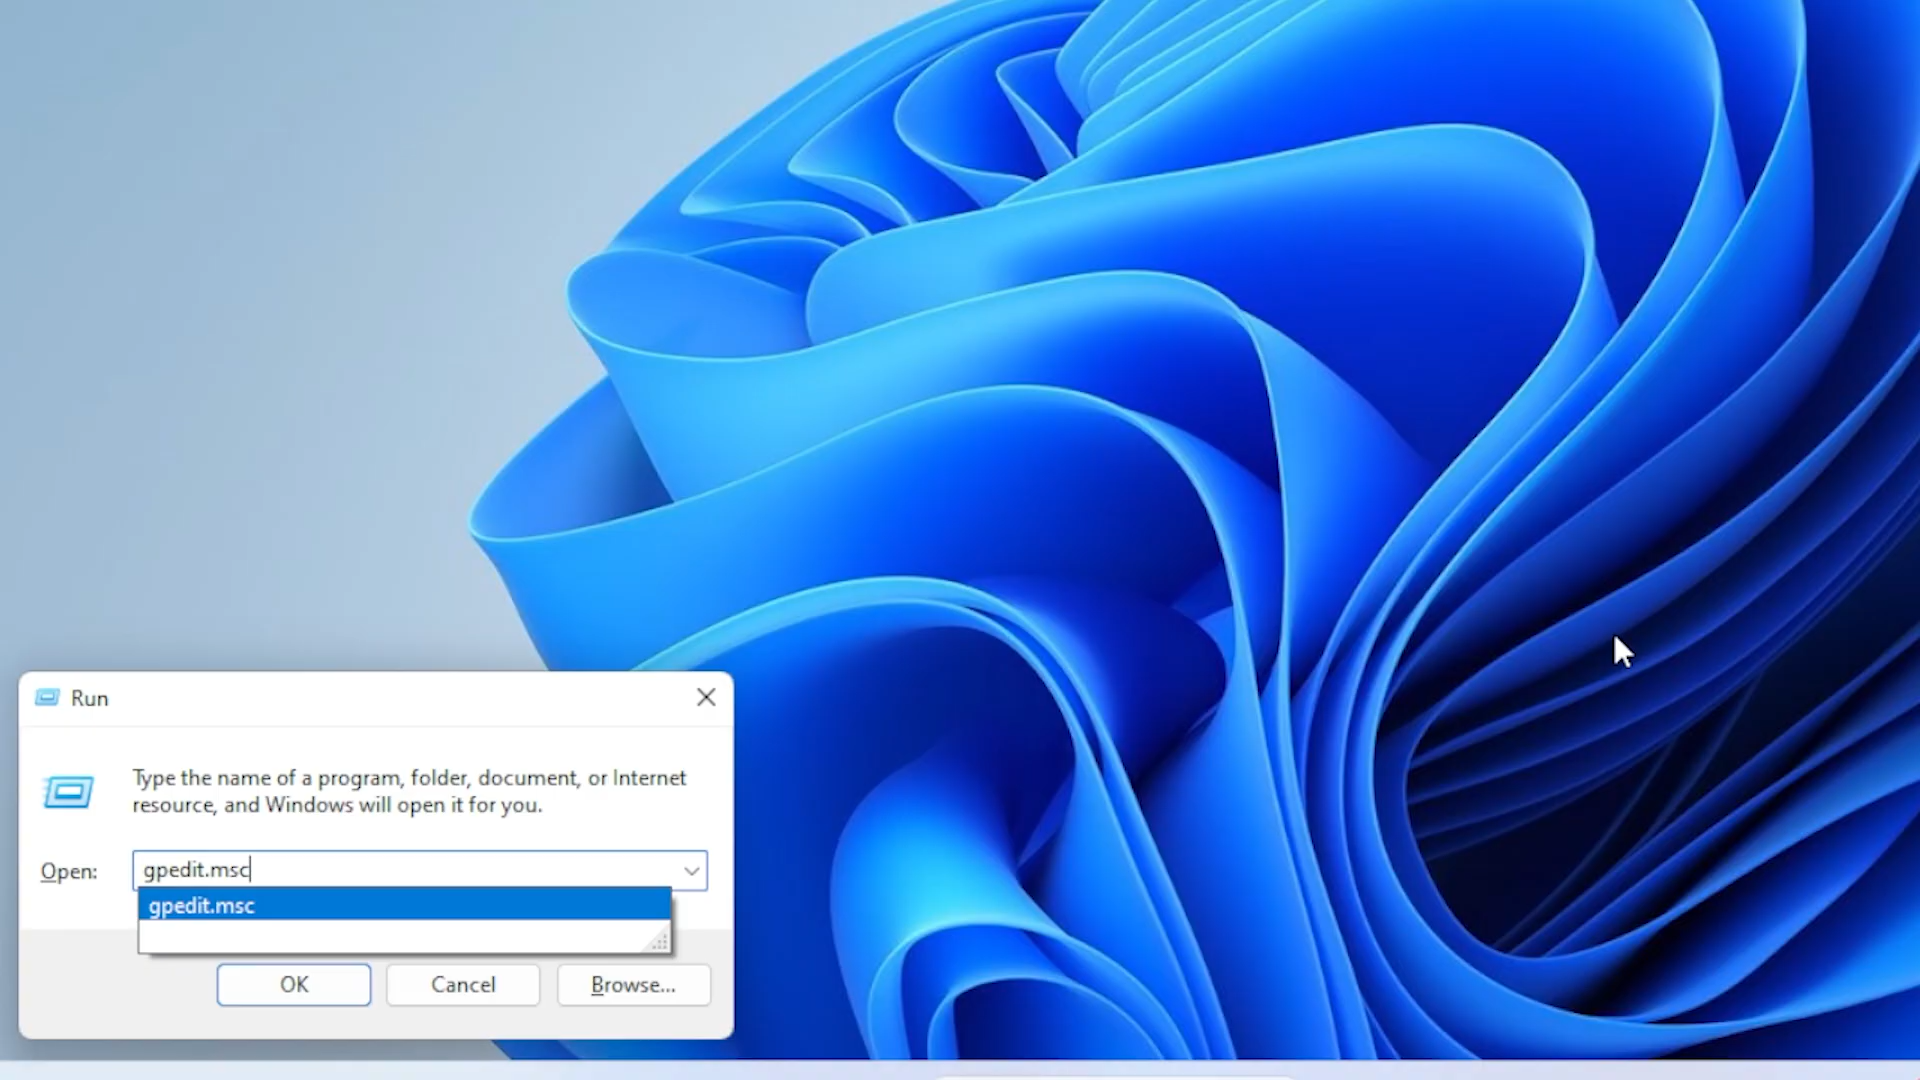 Run
Type the name of a program, folder, document, or Internet
resource, and Windows will open it for you.
Open:
gpedit.msc
gpedit.msc
OK
Cancel
Browse...